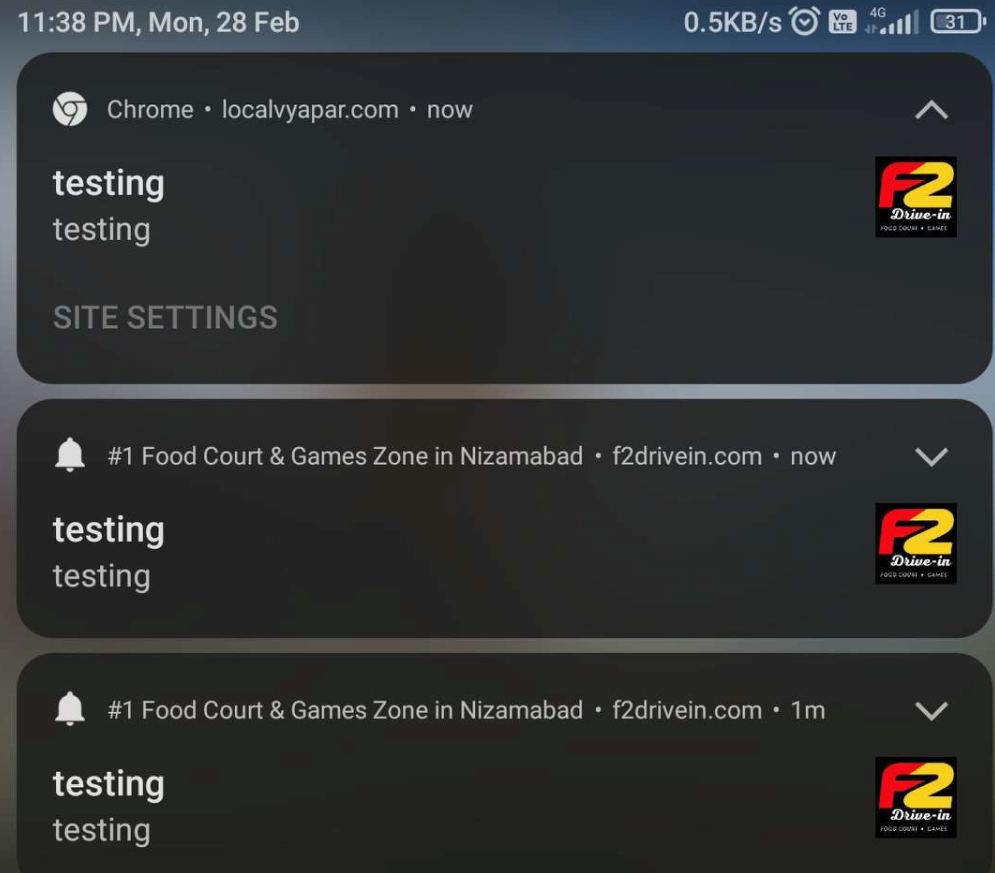 11:38 PM, Mon, 28 Feb 0.5KB/s Vo LTE 4G 31
Chrome • localvyapar.com • now
testing
testing
F2
Drive-in
FOOD COURT • GAMES
SITE SETTINGS
#1 Food Court & Games Zone in Nizamabad • f2drivein.com • now
testing
testing
F2
Drive-in
FOOD COURT • GAMES
#1 Food Court & Games Zone in Nizamabad • f2drivein.com • 1m
testing
testing
F2
Drive-in
FOOD COURT • GAMES